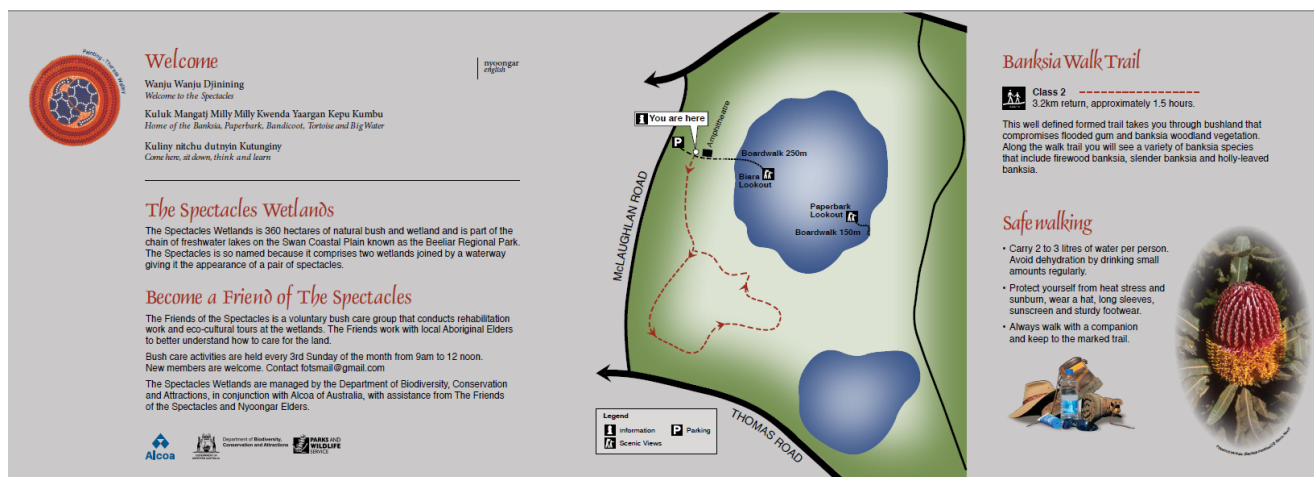 Painting - Theresa Walley
Welcome
nyoongar
english
Wanju Wanju Djinining
Welcome to the Spectacles
Kuluk Mangatj Milly Milly Kwenda Yaargan Kepu Kumbu
Home of the Banksia, Paperbark, Bandicoot, Tortoise and Big Water
Kuliny nitchu dutnyin Kutunginy
Come here, sit down, think and learn
The Spectacles Wetlands
The Spectacles Wetlands is 360 hectares of natural bush and wetland and is part of the
chain of freshwater lakes on the Swan Coastal Plain known as the Beeliar Regional Park.
The Spectacles is so named because it comprises two wetlands joined by a waterway
giving it the appearance of a pair of spectacles.
Become a Friend of The Spectacles
The Friends of the Spectacles is a voluntary bush care group that conducts rehabilitation
work and eco-cultural tours at the wetlands. The Friends work with local Aboriginal Elders
to better understand how to care for the land.
Bush care activities are held every 3rd Sunday of the month from 9am to 12 noon.
New members are welcome. Contact fotsmail@gmail.com
The Spectacles Wetlands are managed by the Department of Biodiversity, Conservation
and Attractions, in conjunction with Alcoa of Australia, with assistance from The Friends
of the Spectacles and Nyoongar Elders.
Alcoa
Department of Biodiversity,
Conservation and Attractions
PARKS AND
WILDLIFE
SERVICE
i You are here
P
Amphitheatre
Boardwalk 250m
Biara
Lookout
Paperbark
Lookout
Boardwalk 150m
McLAUGHLAN ROAD
THOMAS ROAD
Legend
i Information
P Parking
Scenic Views
Banksia Walk Trail
Class 2
3.2km return, approximately 1.5 hours.
This well defined formed trail takes you through bushland that
compromises flooded gum and banksia woodland vegetation.
Along the walk trail you will see a variety of banksia species
that include firewood banksia, slender banksia and holly-leaved
banksia.
Safe walking
• Carry 2 to 3 litres of water per person.
Avoid dehydration by drinking small
amounts regularly.
• Protect yourself from heat stress and
sunburn, wear a hat, long sleeves,
sunscreen and sturdy footwear.
• Always walk with a companion
and keep to the marked trail.